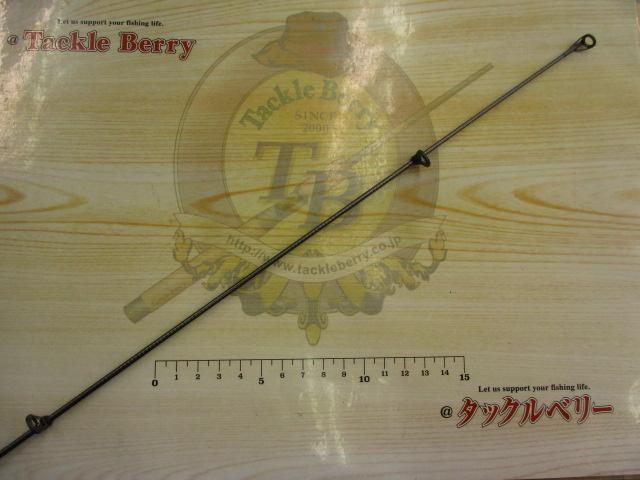 Let us support your fishing life.
@ Tackle Berry
Tackle Berry
SINCE
2000
TB
http://www.tackleberry.co.jp
0 1 2 3 4 5 6 7 8 9 10 11 12 13 14 15
Let us support your fishing life.
@ タックルベリー